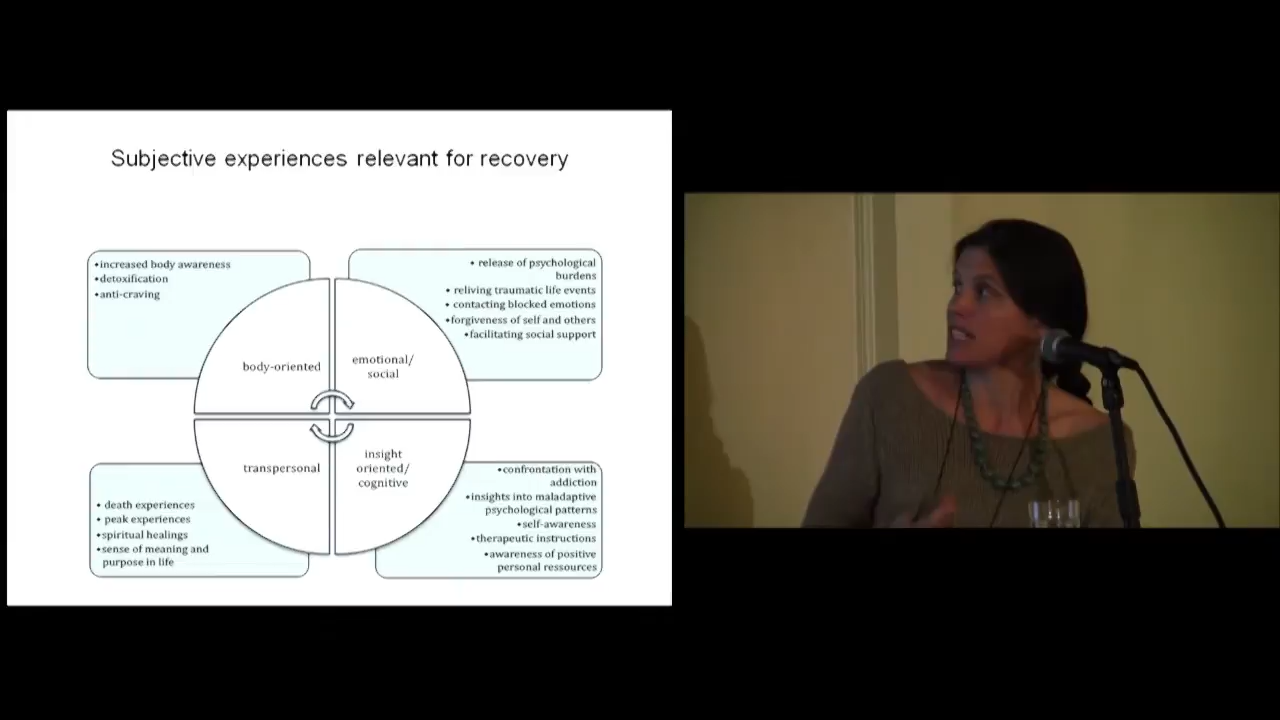 Subjective experiences relevant for recovery
•increased body awareness
•detoxification
•anti-craving
• release of psychological
burdens
• reliving traumatic life events
• contacting blocked emotions
•forgiveness of self and others
•facilitating social support
body-oriented
emotional/
social
transpersonal
insight
oriented/
cognitive
• death experiences
• peak experiences
•spiritual healings
•sense of meaning and
purpose in life
•confrontation with
addiction
•insights into maladaptive
psychological patterns
•self-awareness
•therapeutic instructions
•awareness of positive
personal ressources